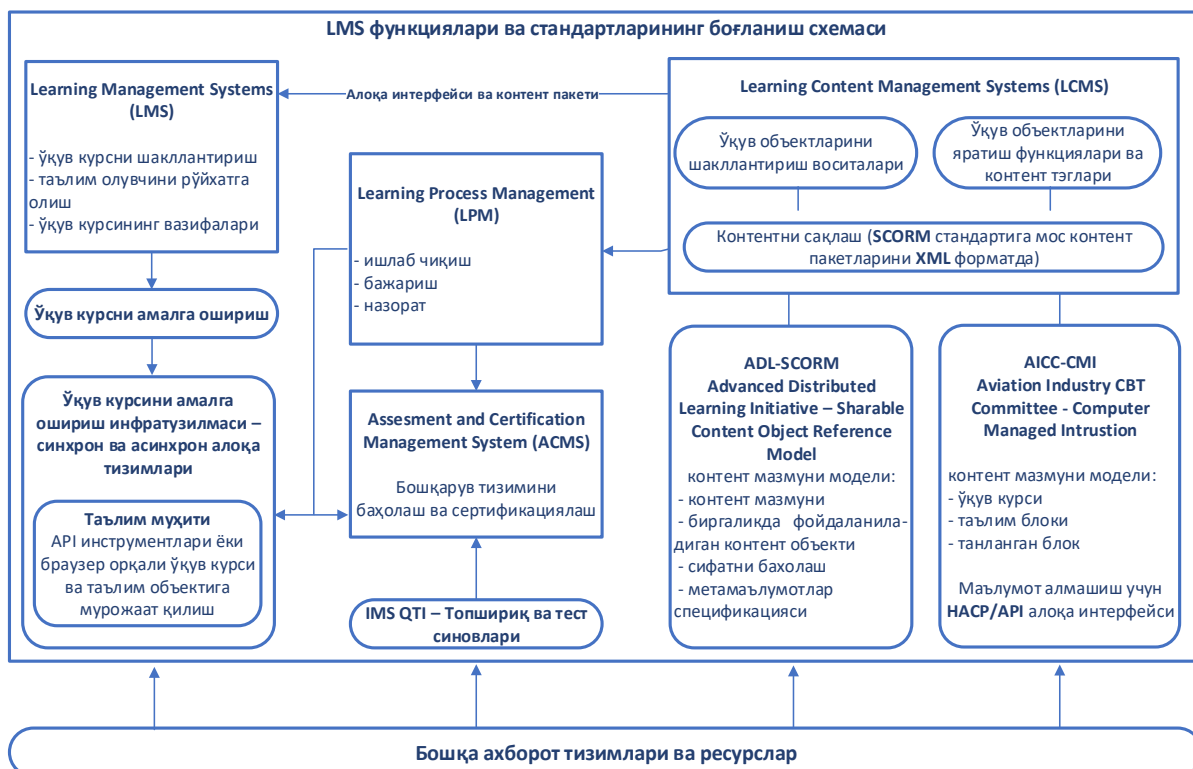 LMS функциялари ва стандартларининг боғланиш схемаси
Learning Management Systems
(LMS)
- ўқув курсни шакллантириш
- таълим олувчини рўйхатга
олиш
- ўқув курсининг вазифалари
Алоқа интерфейси ва контент пакети
Learning Content Management Systems (LCMS)
Ўқув объектларини
шакллантириш воситалари
Ўқув объектларини
яратиш функциялари ва
контент тэглари
Контентни сақлаш (SCORM стандартига мос контент
пакетларини XML форматда)
Learning Process Management
(LPM)
- ишлаб чиқиш
- бажариш
- назорат
Ўқув курсни амалга ошириш
Ўқув курсини амалга
ошириш инфратузилмаси –
синхрон ва асинхрон алоқа
тизимлари
Таълим муҳити
API инструментлари ёки
браузер орқали ўқув курси
ва таълим объектига
мурожаат қилиш
Assesment and Certification
Management System (ACMS)
Бошқарув тизимини
баҳолаш ва сертификациялаш
IMS QTI – Топшириқ ва тест
синовлари
ADL-SCORM
Advanced Distributed
Learning Initiative – Sharable
Content Object Reference
Model
контент мазмуни модели:
- контент мазмуни
- биргаликда фойдаланила-
диган контент объекти
- сифатни бахолаш
- метамаълумотлар
спецификацияси
AICC-CMI
Aviation Industry CBT
Committee - Computer
Managed Intrustion
контент мазмуни модели:
- ўқув курси
- таълим блоки
- танланган блок
Маълумот алмашиш учун
HACP/API алоқа интерфейси
Бошқа ахборот тизимлари ва ресурслар